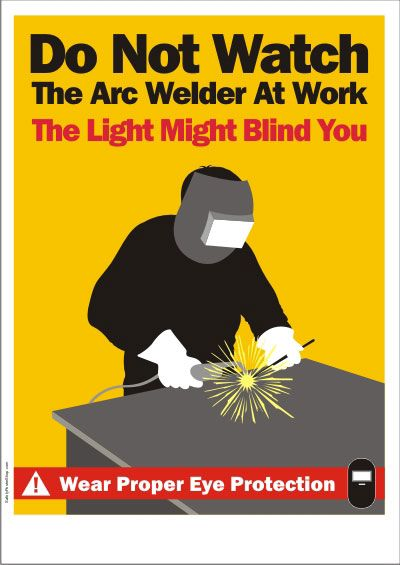 Do Not Watch
The Arc Welder At Work
The Light Might Blind You
Wear Proper Eye Protection